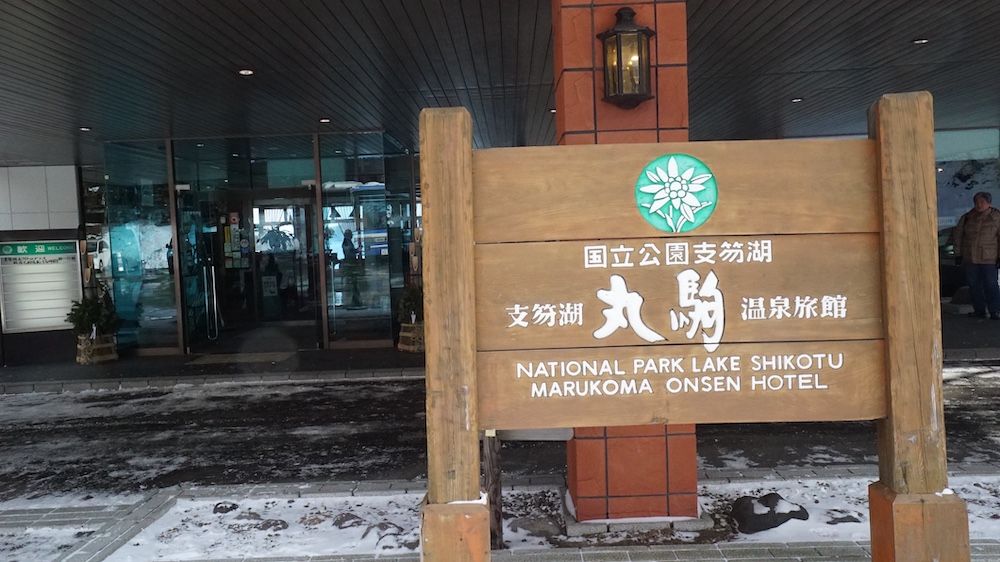 歓迎 WELCOME
国立公園支笏湖
支笏湖 丸駒 温泉旅館
NATIONAL PARK LAKE SHIKOTU
MARUKOMA ONSEN HOTEL